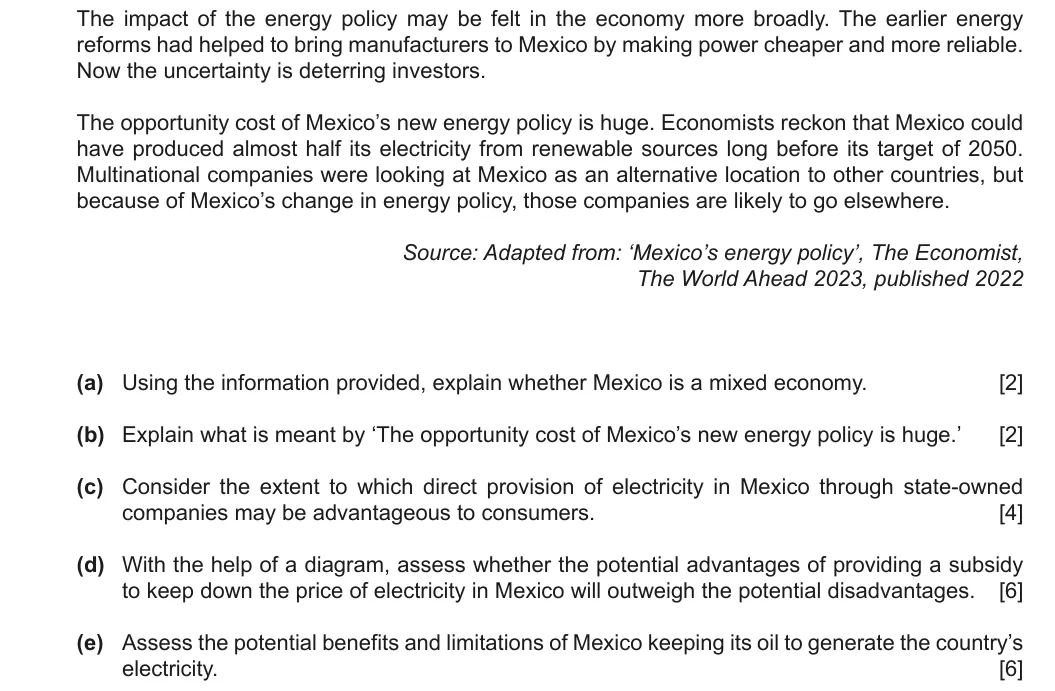 The impact of the energy policy may be felt in the economy more broadly. The earlier energy
reforms had helped to bring manufacturers to Mexico by making power cheaper and more reliable.
Now the uncertainty is deterring investors.
The opportunity cost of Mexico’s new energy policy is huge. Economists reckon that Mexico could
have produced almost half its electricity from renewable sources long before its target of 2050.
Multinational companies were looking at Mexico as an alternative location to other countries, but
because of Mexico’s change in energy policy, those companies are likely to go elsewhere.
Source: Adapted from: ‘Mexico’s energy policy’, The Economist,
The World Ahead 2023, published 2022
(a) Using the information provided, explain whether Mexico is a mixed economy. [2]
(b) Explain what is meant by ‘The opportunity cost of Mexico’s new energy policy is huge.’ [2]
(c) Consider the extent to which direct provision of electricity in Mexico through state-owned
companies may be advantageous to consumers. [4]
(d) With the help of a diagram, assess whether the potential advantages of providing a subsidy
to keep down the price of electricity in Mexico will outweigh the potential disadvantages. [6]
(e) Assess the potential benefits and limitations of Mexico keeping its oil to generate the country’s
electricity. [6]